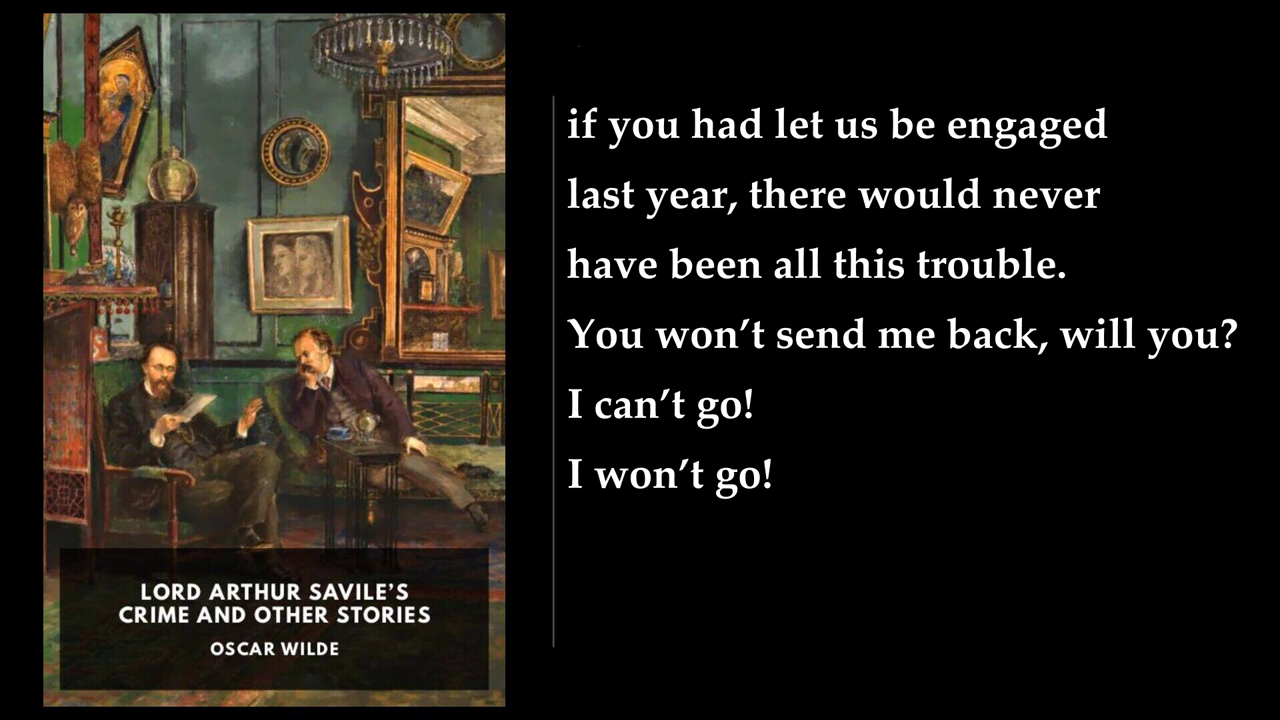 if you had let us be engaged
last year, there would never
have been all this trouble.
You won’t send me back, will you?
I can’t go!
I won’t go!
LORD ARTHUR SAVILE’S
CRIME AND OTHER STORIES
OSCAR WILDE